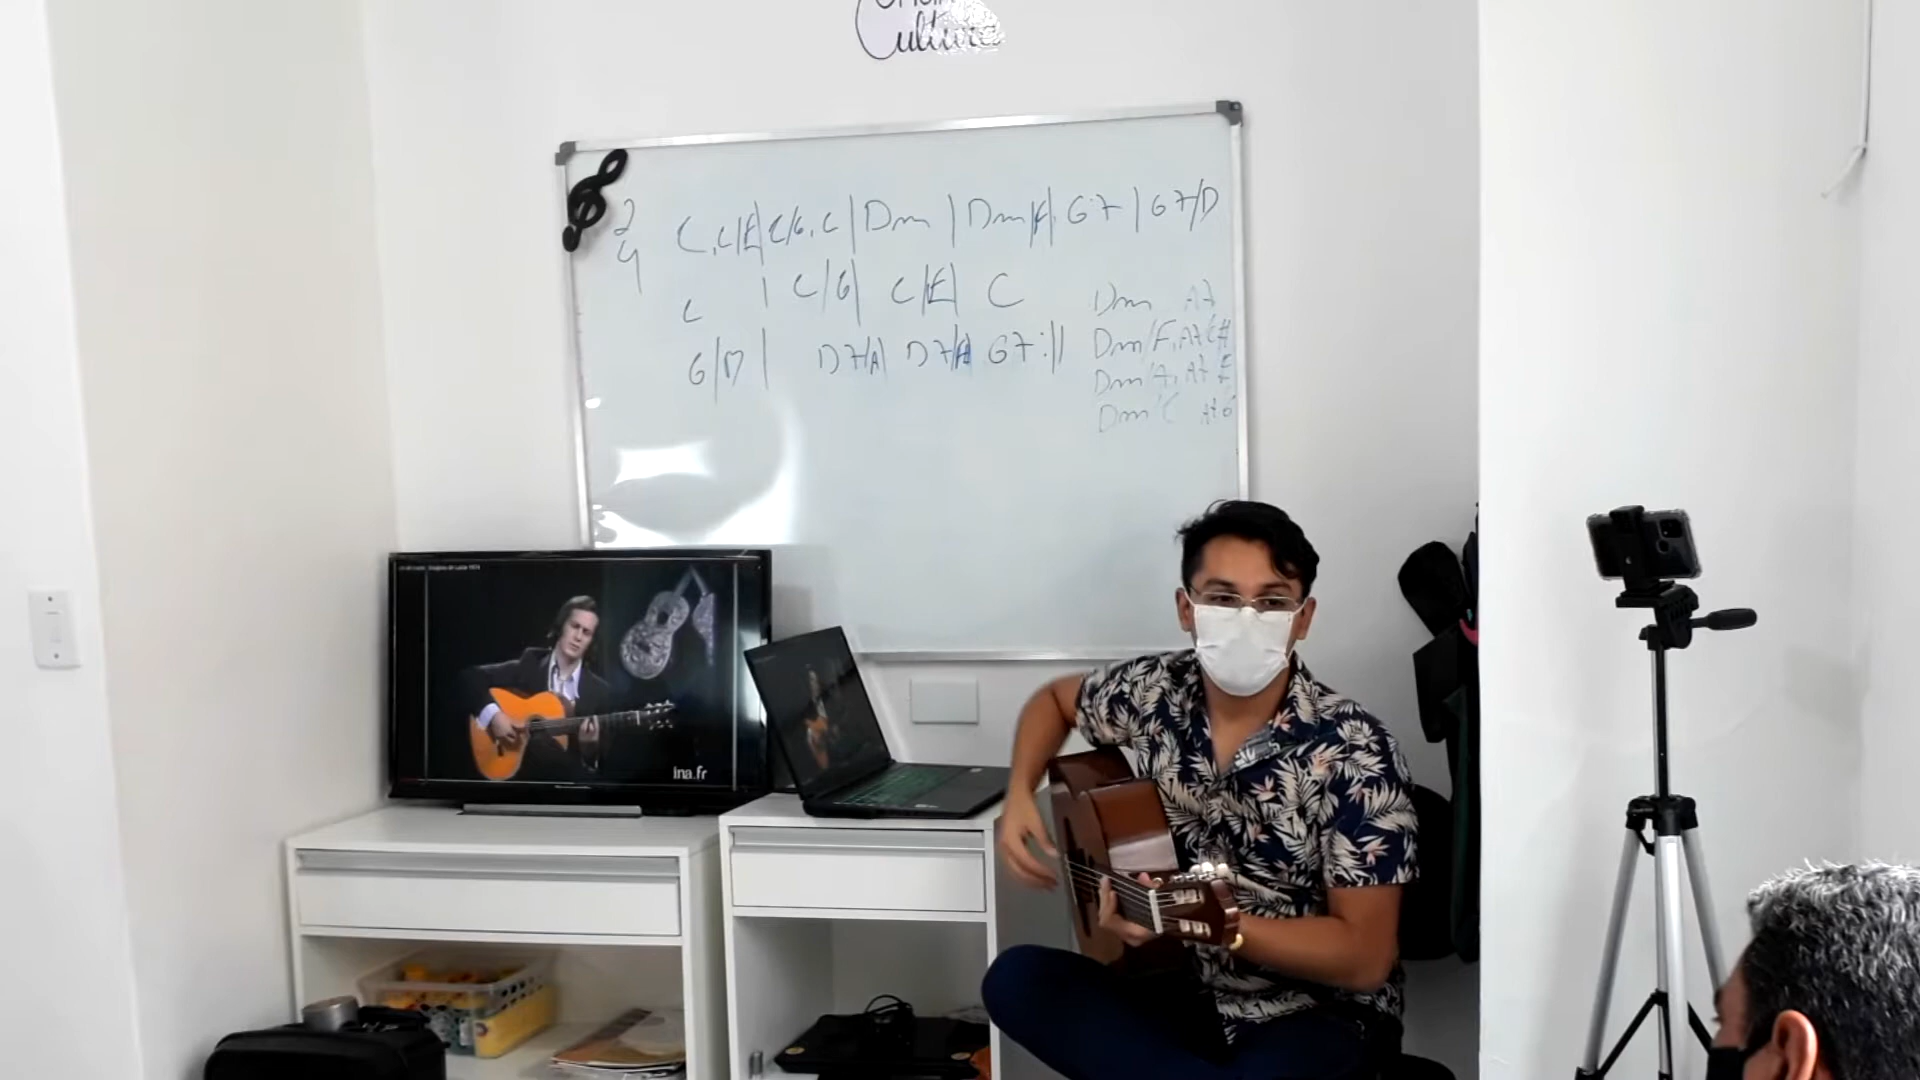 Cultura
2
4
C, C/E | C/G, C | Dm | Dm/F | G7 | G7/D
C | C/G | C/E | C
G/D | D7/A | D7/F# G7 :||
Dm A7
Dm/F, A7/C#
Dm/A, A7/E
Dm/C A7/G
ina.fr